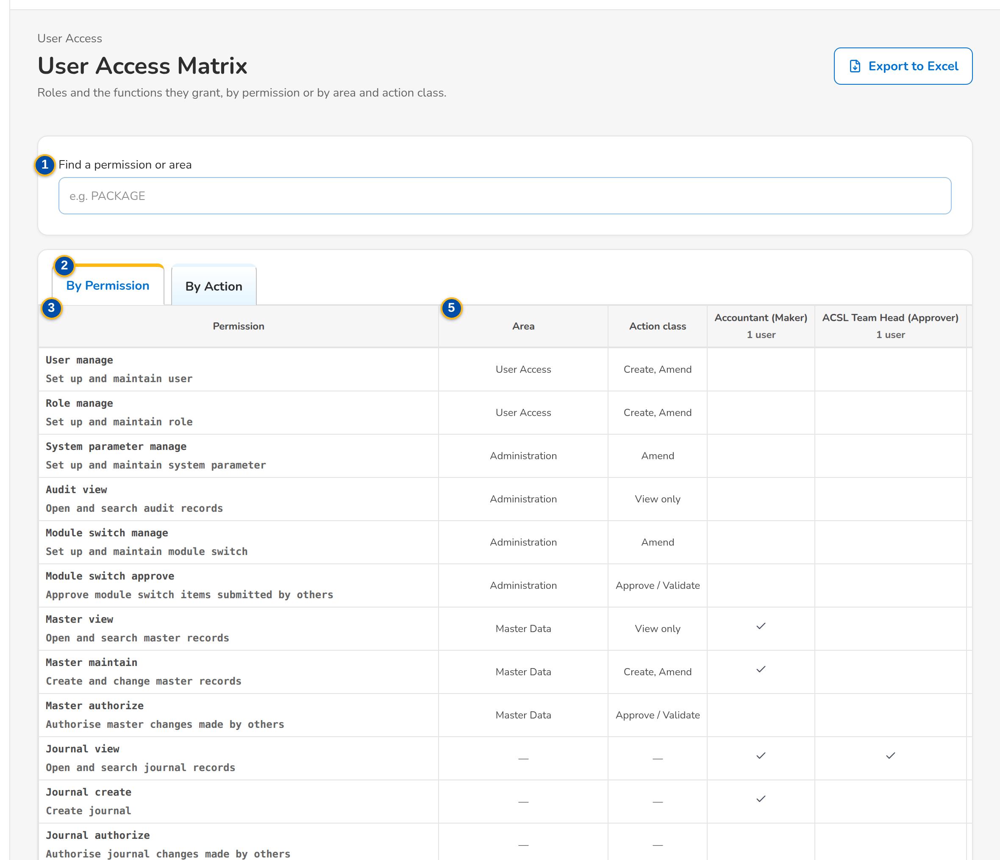 User Access
User Access Matrix
Export to Excel
Roles and the functions they grant, by permission or by area and action class.
1 Find a permission or area
e.g. PACKAGE
2
By Permission By Action
3 5
Permission Area Action class Accountant (Maker) 1 user ACSL Team Head (Approver) 1 user
User manage
Set up and maintain user
User Access Create, Amend
Role manage
Set up and maintain role
User Access Create, Amend
System parameter manage
Set up and maintain system parameter
Administration Amend
Audit view
Open and search audit records
Administration View only
Module switch manage
Set up and maintain module switch
Administration Amend
Module switch approve
Approve module switch items submitted by others
Administration Approve / Validate
Master view
Open and search master records
Master Data View only ✓
Master maintain
Create and change master records
Master Data Create, Amend ✓
Master authorize
Authorise master changes made by others
Master Data Approve / Validate
Journal view
Open and search journal records
— — ✓ ✓
Journal create
Create journal
— — ✓
Journal authorize
Authorise journal changes made by others
— —